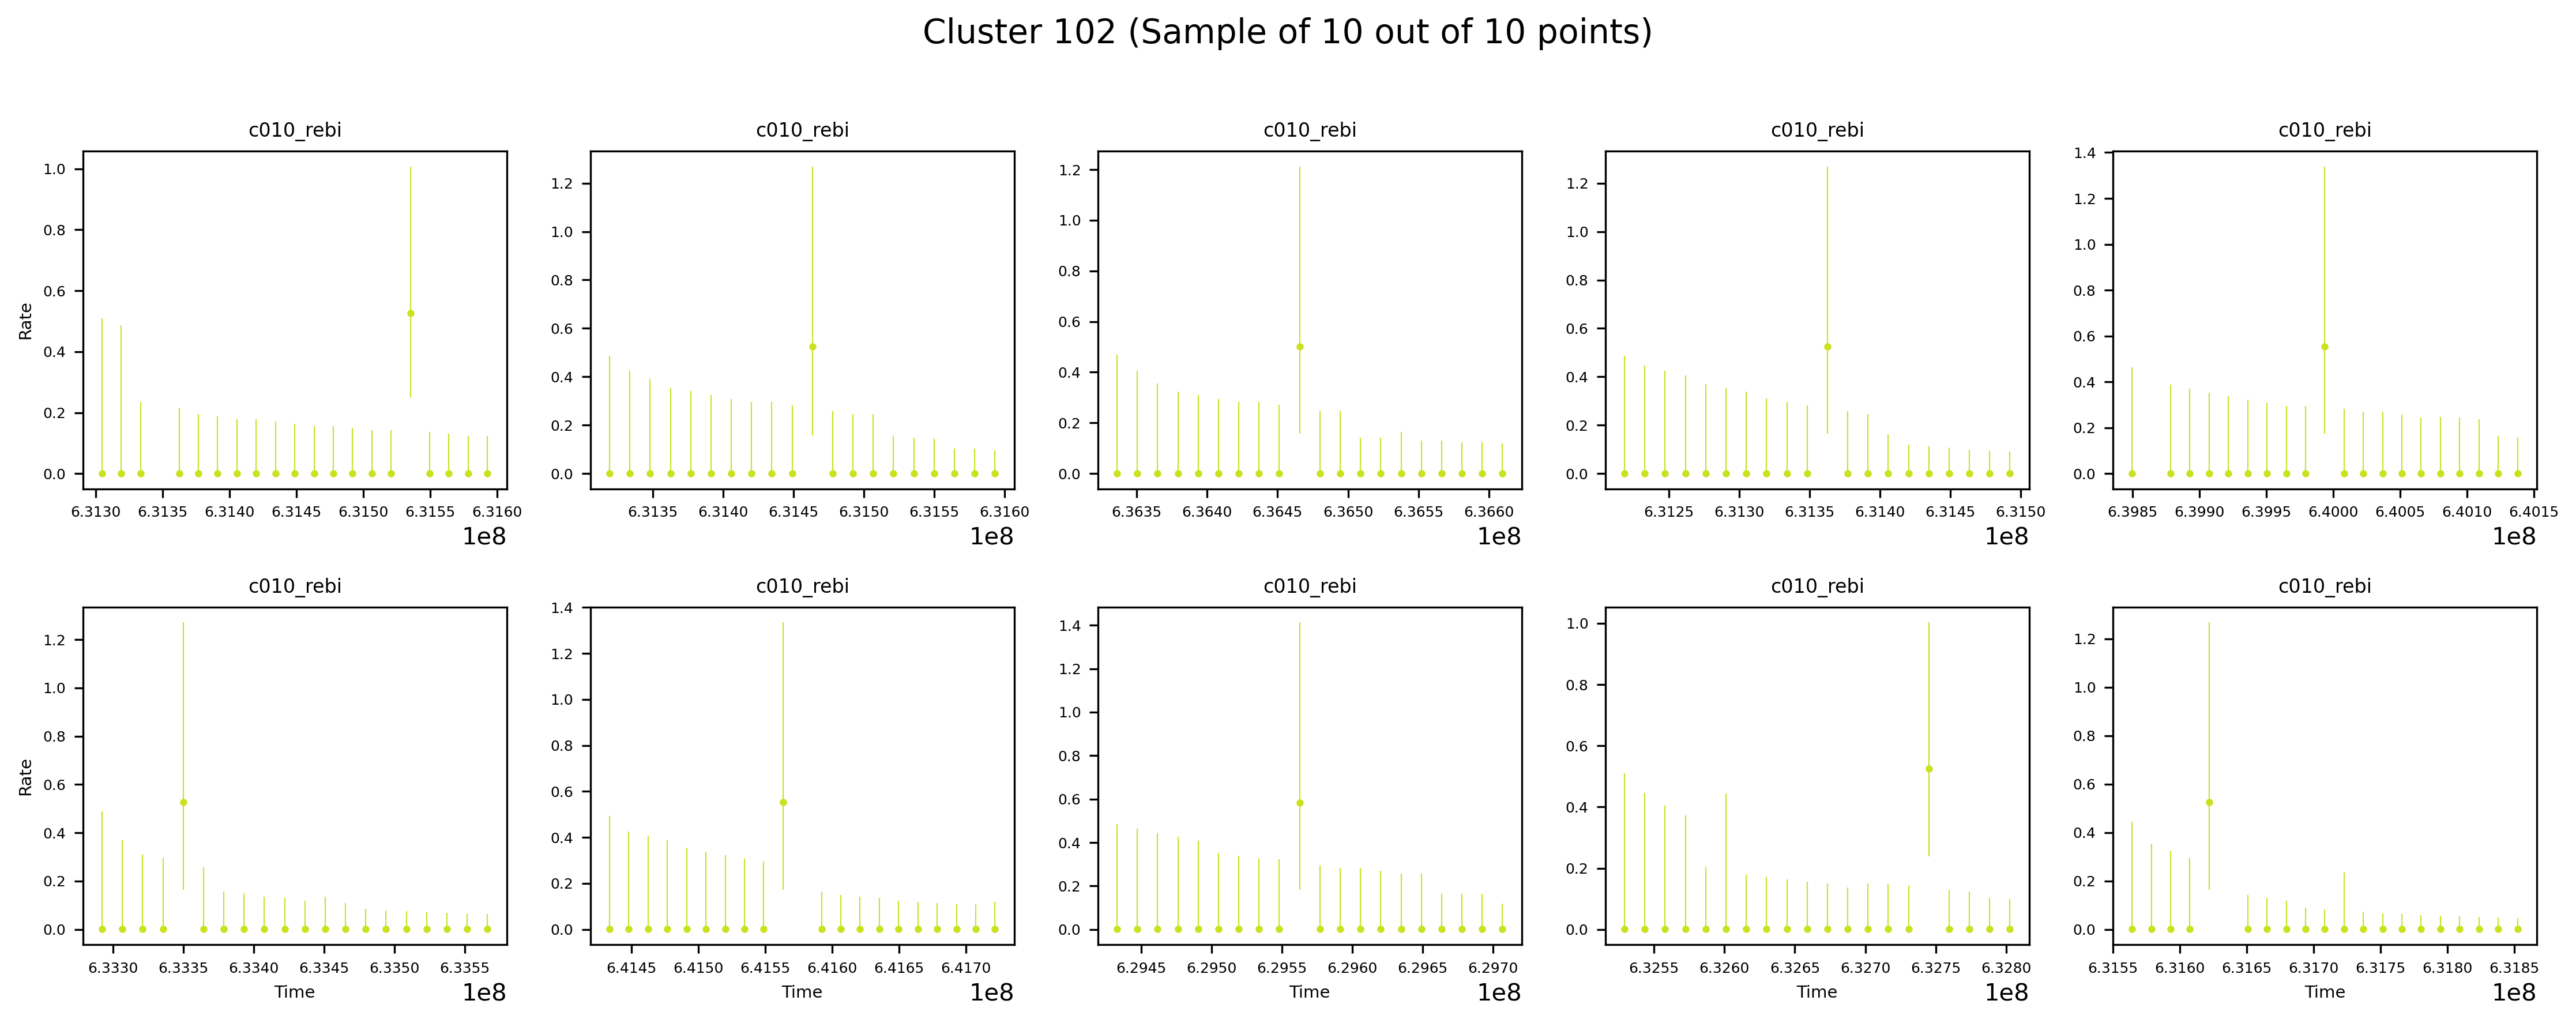 Cluster 102 (Sample of 10 out of 10 points)
c010_rebi c010_rebi c010_rebi c010_rebi c010_rebi
Rate
1.0
0.8
0.6
0.4
0.2
0.0
6.3130 6.3135 6.3140 6.3145 6.3150 6.3155 6.3160
1e8
1.2
1.0
0.8
0.6
0.4
0.2
0.0
6.3135 6.3140 6.3145 6.3150 6.3155 6.3160
1e8
1.2
1.0
0.8
0.6
0.4
0.2
0.0
6.3635 6.3640 6.3645 6.3650 6.3655 6.3660
1e8
1.2
1.0
0.8
0.6
0.4
0.2
0.0
6.3125 6.3130 6.3135 6.3140 6.3145 6.3150
1e8
1.4
1.2
1.0
0.8
0.6
0.4
0.2
0.0
6.3985 6.3990 6.3995 6.4000 6.4005 6.4010 6.4015
1e8
c010_rebi c010_rebi c010_rebi c010_rebi c010_rebi
Rate
1.2
1.0
0.8
0.6
0.4
0.2
0.0
6.3330 6.3335 6.3340 6.3345 6.3350 6.3355
Time
1e8
1.4
1.2
1.0
0.8
0.6
0.4
0.2
0.0
6.4145 6.4150 6.4155 6.4160 6.4165 6.4170
Time
1e8
1.4
1.2
1.0
0.8
0.6
0.4
0.2
0.0
6.2945 6.2950 6.2955 6.2960 6.2965 6.2970
Time
1e8
1.0
0.8
0.6
0.4
0.2
0.0
6.3255 6.3260 6.3265 6.3270 6.3275 6.3280
Time
1e8
1.2
1.0
0.8
0.6
0.4
0.2
0.0
6.3155 6.3160 6.3165 6.3170 6.3175 6.3180 6.3185
Time
1e8